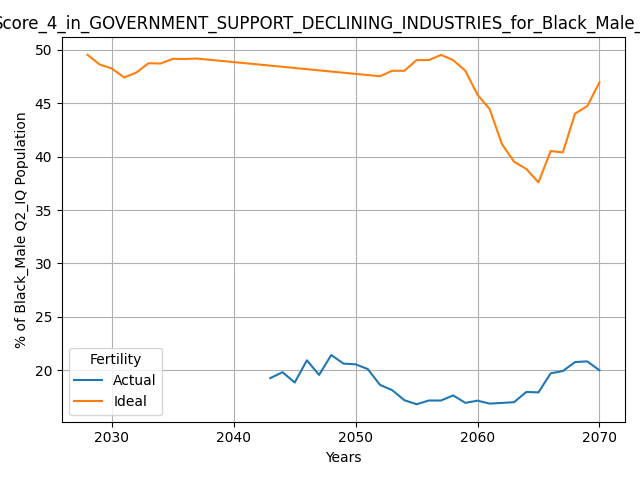 Score_4_in_GOVERNMENT_SUPPORT_DECLINING_INDUSTRIES_for_Black_Male_
50
45
40
35
30
25
20
% of Black_Male Q2_IQ Population
Fertility
Actual
Ideal
2030 2040 2050 2060 2070
Years